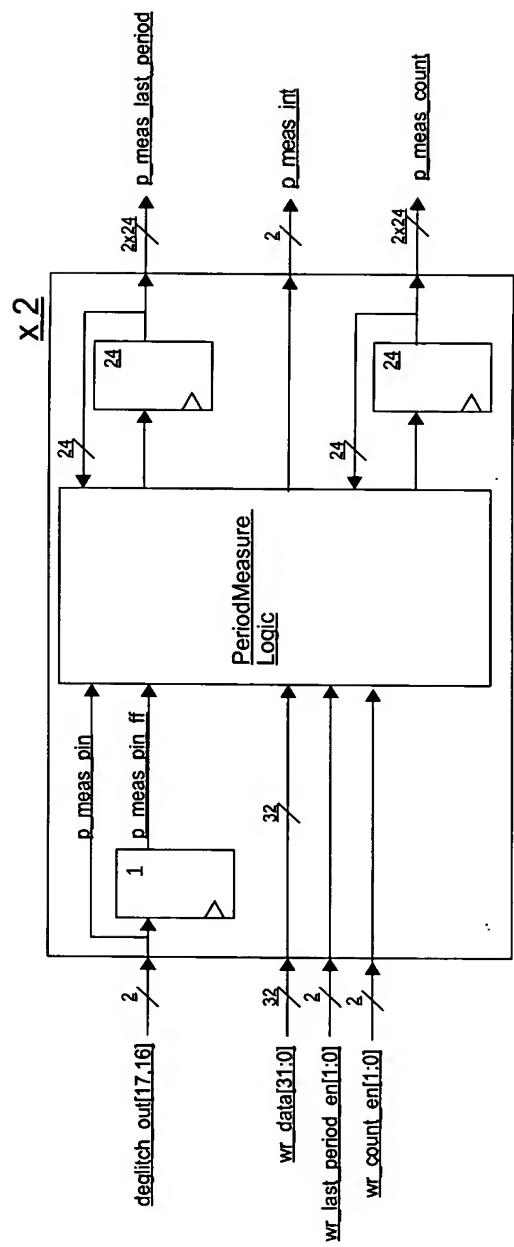 x 2
deglitch_out[17,16]
2
p_meas_pin
1
p_meas_pin_ff
wr_data[31:0]
32
32
wr_last_period_en[1:0]
2
wr_count_en[1:0]
2
PeriodMeasure
Logic
24
24
2x24
p_meas_last_period
2
p_meas_int
24
24
2x24
p_meas_count